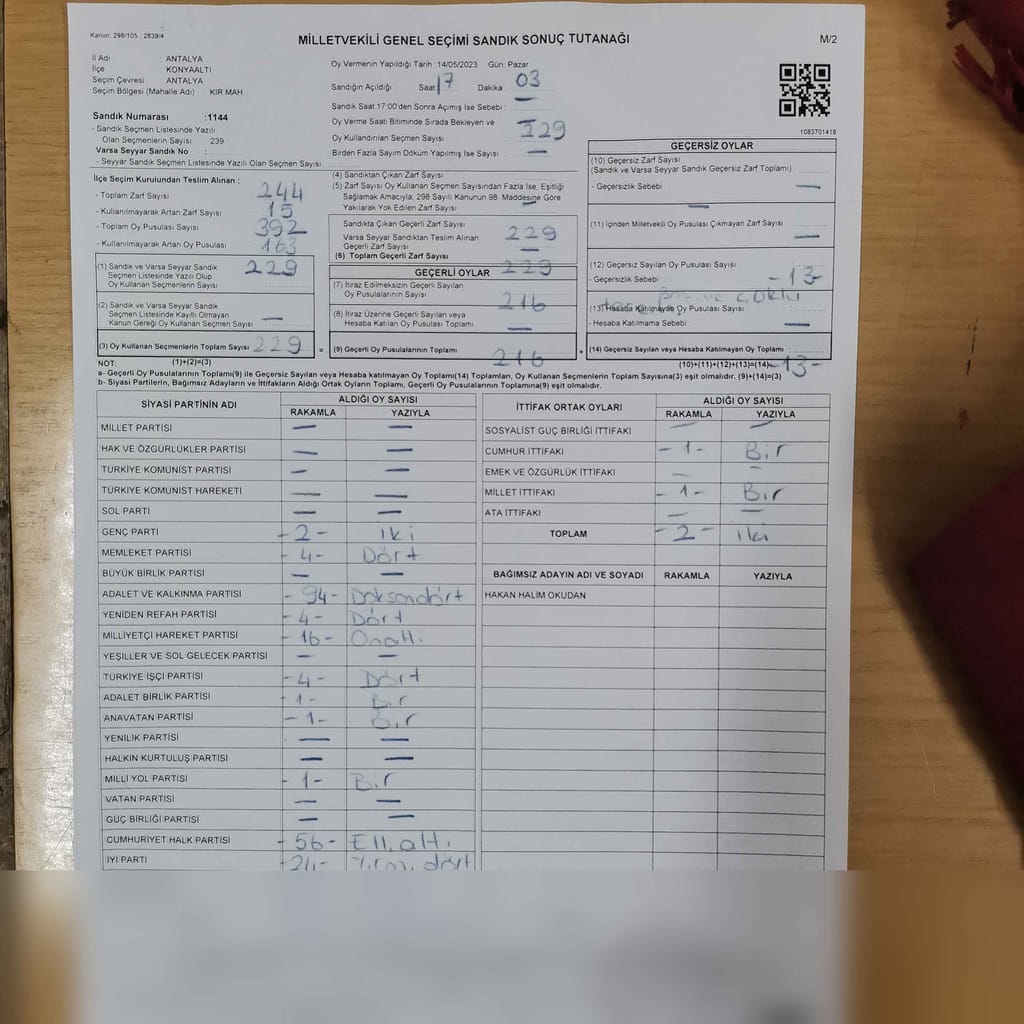 Kanun: 298/105 , 2839/4
MİLLETVEKİLİ GENEL SEÇİMİ SANDIK SONUÇ TUTANAĞI
M/2
İl Adı : ANTALYA
İlçe : KONYAALTI
Seçim Çevresi : ANTALYA
Seçim Bölgesi (Mahalle Adı) : KIR MAH.
Sandık Numarası :1144
- Sandık Seçmen Listesinde Yazılı
Olan Seçmenlerin Sayısı : 239
Varsa Seyyar Sandık No :
- Seyyar Sandık Seçmen Listesinde Yazılı Olan Seçmen Sayısı:
Oy Vermenin Yapıldığı Tarih :14/05/2023 Gün: Pazar
Sandığın Açıldığı Saat 17 Dakika 03
Sandık Saat 17:00'den Sonra Açımış İse Sebebi : —
Oy Verme Saati Bitiminde Sırada Bekleyen ve
Oy Kullandırılan Seçmen Sayısı : 229
Birden Fazla Sayım Döküm Yapılmış İse Sayısı : —
1083701418
İlçe Seçim Kurulundan Teslim Alınan :
- Toplam Zarf Sayısı : 244
- Kullanılmayarak Artan Zarf Sayısı : 15
- Toplam Oy Pusulası Sayısı : 392
- Kullanılmayarak Artan Oy Pusulası : 163
(1) Sandık ve Varsa Seyyar Sandık
Seçmen Listesinde Yazılı Olup
Oy Kullanan Seçmenlerin Sayısı : 229
(2) Sandık ve Varsa Seyyar Sandık
Seçmen Listesinde Kayıtlı Olmayan
Kanun Gereği Oy Kullanan Seçmen Sayısı : —
(3) Oy Kullanan Seçmenlerin Toplam Sayısı : 229
(1)+(2)=(3)
(4) Sandıktan Çıkan Zarf Sayısı
(5) Zarf Sayısı Oy Kullanan Seçmen Sayısından Fazla İse, Eşitliği
Sağlamak Amacıyla, 298 Sayılı Kanunun 98. Maddesine Göre
Yakılarak Yok Edilen Zarf Sayısı : —
Sandıkta Çıkan Geçerli Zarf Sayısı : 229
Varsa Seyyar Sandıktan Teslim Alınan
Geçerli Zarf Sayısı : —
(6) Toplam Geçerli Zarf Sayısı : 229
GEÇERLİ OYLAR
(7) İtiraz Edilmeksizin Geçerli Sayılan
Oy Pusulalarının Sayısı : 216
(8) İtiraz Üzerine Geçerli Sayılan veya
Hesaba Katılan Oy Pusulası Toplamı : —
(9) Geçerli Oy Pusulalarının Toplamı : 216
GEÇERSİZ OYLAR
(10) Geçersiz Zarf Sayısı
(Sandık ve Varsa Seyyar Sandık Geçersiz Zarf Toplamı) :
- Geçersizlik Sebebi : —
—
(11) İçinden Milletvekili Oy Pusulası Çıkmayan Zarf Sayısı : —
(12) Geçersiz Sayılan Oy Pusulası Sayısı : -13-
- Geçersizlik Sebebi :
(13) Hesaba Katılmayan Oy Pusulası Sayısı :
- Hesaba Katılmama Sebebi : —
(14) Geçersiz Sayılan veya Hesaba Katılmayan Oy Toplamı : -13-
(10)+(11)+(12)+(13)=(14)
NOT:
a- Geçerli Oy Pusulalarının Toplamı(9) ile Geçersiz Sayılan veya Hesaba katılmayan Oy Toplamı(14) Toplamları, Oy Kullanan Seçmenlerin Toplam Sayısına(3) eşit olmalıdır. (9)+(14)=(3)
b- Siyasi Partilerin, Bağımsız Adayların ve İttifakların Aldığı Ortak Oyların Toplamı, Geçerli Oy Pusulalarının Toplamına(9) eşit olmalıdır.
SİYASİ PARTİNİN ADI ALDIĞI OY SAYISI
RAKAMLA YAZIYLA
MİLLET PARTİSİ — —
HAK VE ÖZGÜRLÜKLER PARTİSİ — —
TÜRKİYE KOMÜNİST PARTİSİ — —
TÜRKİYE KOMÜNİST HAREKETİ — —
SOL PARTİ — —
GENÇ PARTİ -2- İki
MEMLEKET PARTİSİ -4- Dört
BÜYÜK BİRLİK PARTİSİ — —
ADALET VE KALKINMA PARTİSİ -94- Doksandört
YENİDEN REFAH PARTİSİ -4- Dört
MİLLİYETÇİ HAREKET PARTİSİ -16- Onaltı
YEŞİLLER VE SOL GELECEK PARTİSİ — —
TÜRKİYE İŞÇİ PARTİSİ -4- Dört
ADALET BİRLİK PARTİSİ -1- Bir
ANAVATAN PARTİSİ -1- Bir
YENİLİK PARTİSİ — —
HALKIN KURTULUŞ PARTİSİ — —
MİLLİ YOL PARTİSİ -1- Bir
VATAN PARTİSİ — —
GÜÇ BİRLİĞİ PARTİSİ — —
CUMHURİYET HALK PARTİSİ -56- Ellialtı
İYİ PARTİ -24- Yirmidört
İTTİFAK ORTAK OYLARI ALDIĞI OY SAYISI
RAKAMLA YAZIYLA
SOSYALİST GÜÇ BİRLİĞİ İTTİFAKI — —
CUMHUR İTTİFAKI -1- Bir
EMEK VE ÖZGÜRLÜK İTTİFAKI — —
MİLLET İTTİFAKI -1- Bir
ATA İTTİFAKI — —
TOPLAM -2- İki
BAĞIMSIZ ADAYIN ADI VE SOYADI RAKAMLA YAZIYLA
HAKAN HALİM OKUDAN